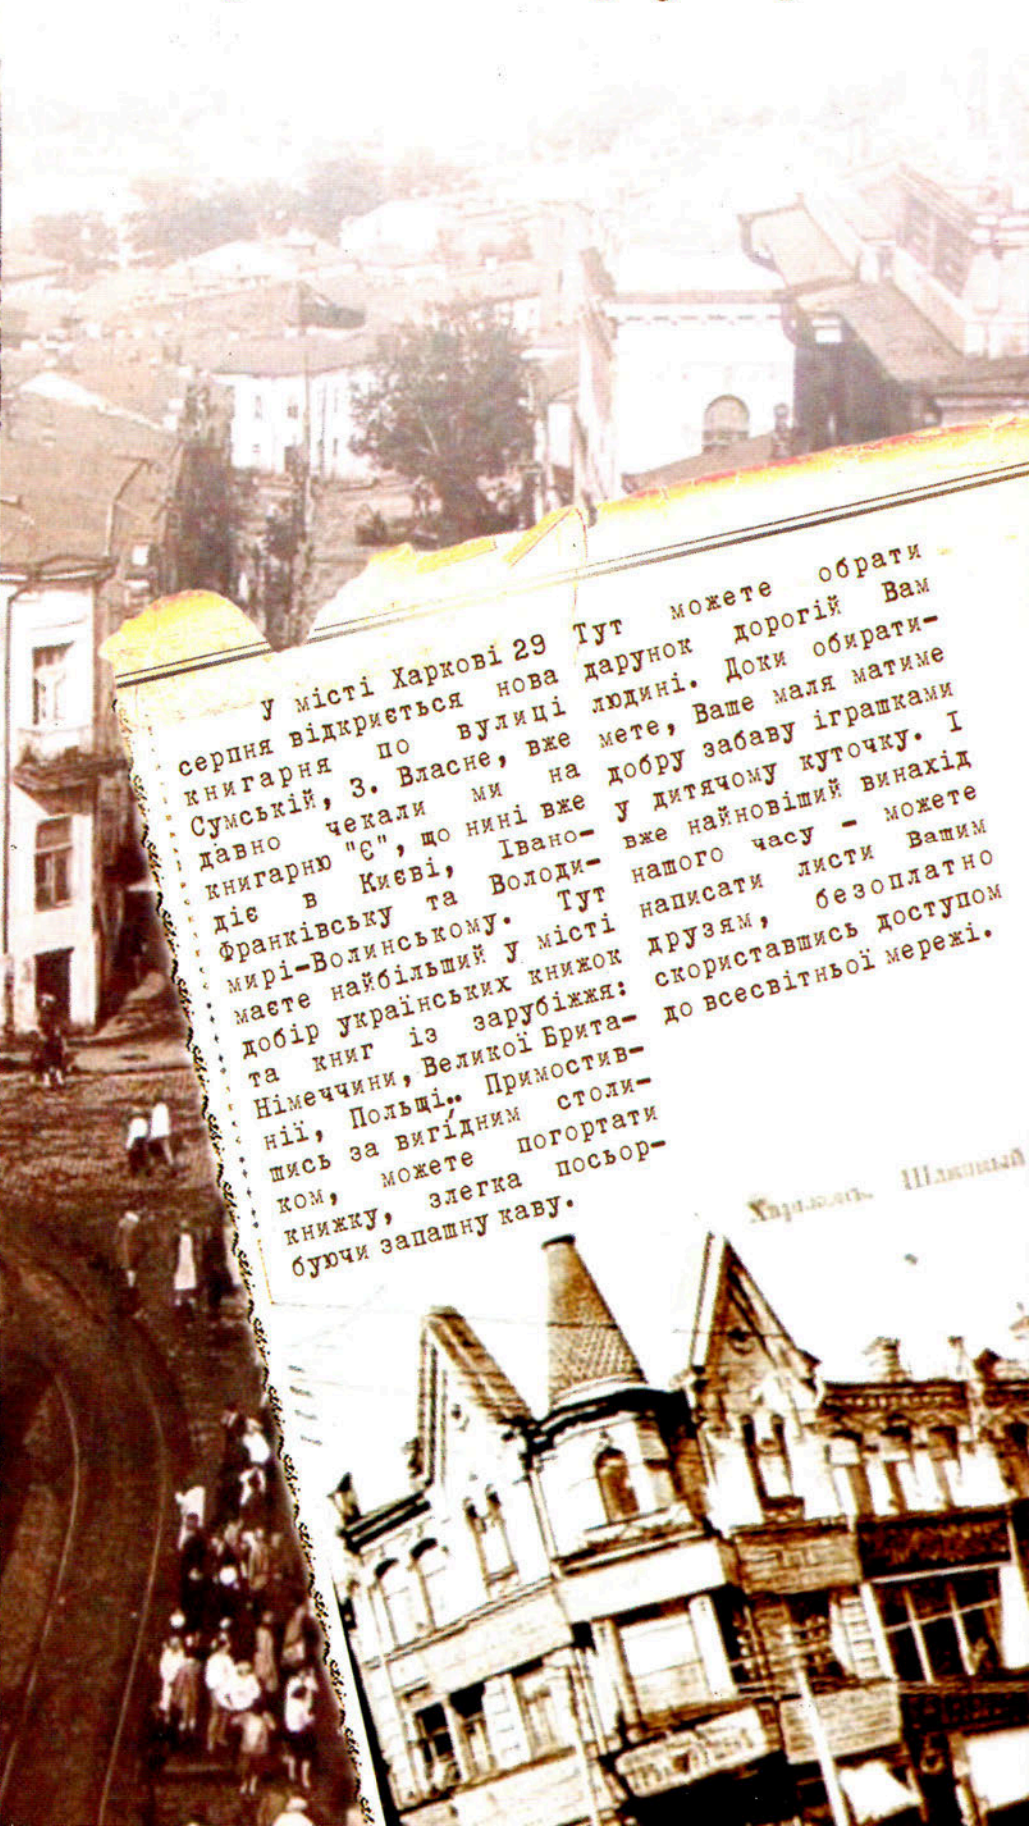 У місті Харкові 29
серпня відкриється нова
книгарня по вулиці
Сумській, 3. Власне, вже
давно чекали ми на
книгарню "Є", що нині вже
діє в Києві, Івано-
Франківську та Володи-
мирі-Волинському. Тут
маєте найбільший у місті
добір українських книжок
та книг із зарубіжжя:
Німеччини, Великої Брита-
нії, Польщі.. Примостив-
шись за вигідним столи-
ком, можете погортати
книжку, злегка посьор-
буючи запашну каву.
Тут можете обрати
дарунок дорогій Вам
людині. Доки обирати-
мете, Ваше маля матиме
добру забаву іграшками
у дитячому куточку. І
вже найновіший винахід
нашого часу - можете
написати листи Вашим
друзям, безоплатно
скориставшись доступом
до всесвітньої мережі.